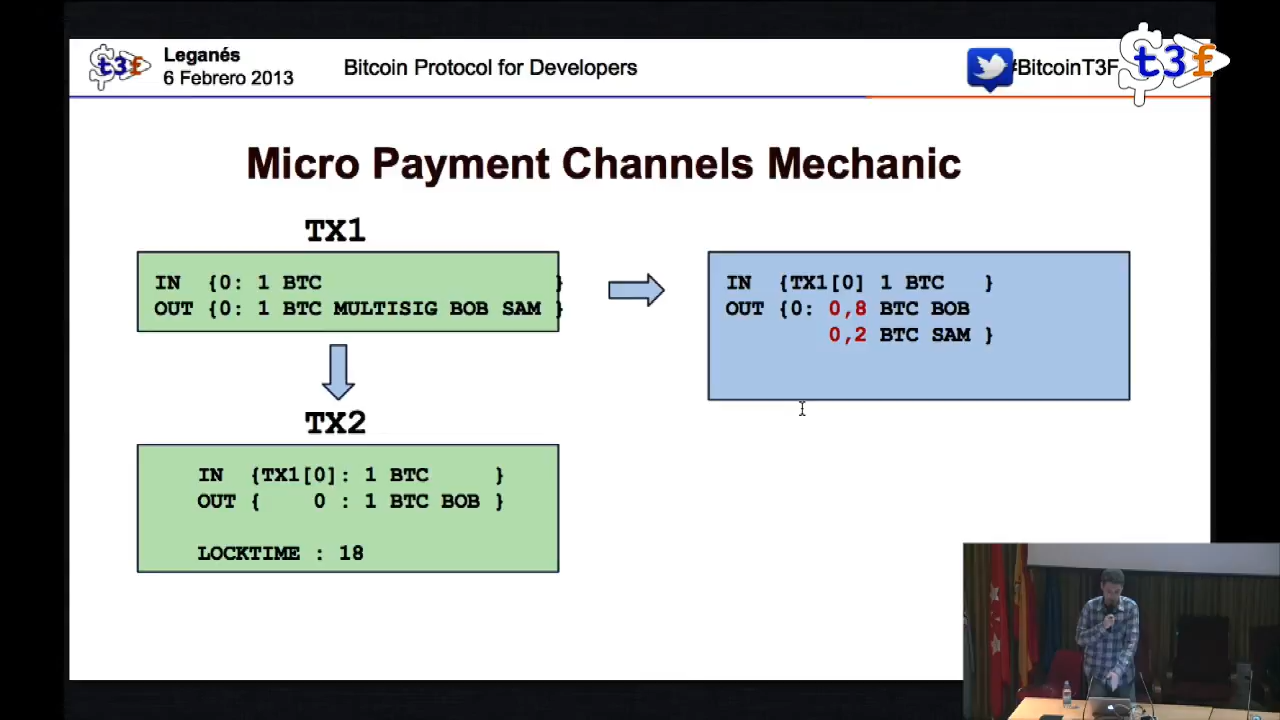 t3f
Leganés
6 Febrero 2013
Bitcoin Protocol for Developers
#BitcoinT3F
t3f
Micro Payment Channels Mechanic
TX1
IN {0: 1 BTC }
OUT {0: 1 BTC MULTISIG BOB SAM }
IN {TX1[0] 1 BTC }
OUT {0: 0,8 BTC BOB
0,2 BTC SAM }
TX2
IN {TX1[0]: 1 BTC }
OUT { 0 : 1 BTC BOB }
LOCKTIME : 18